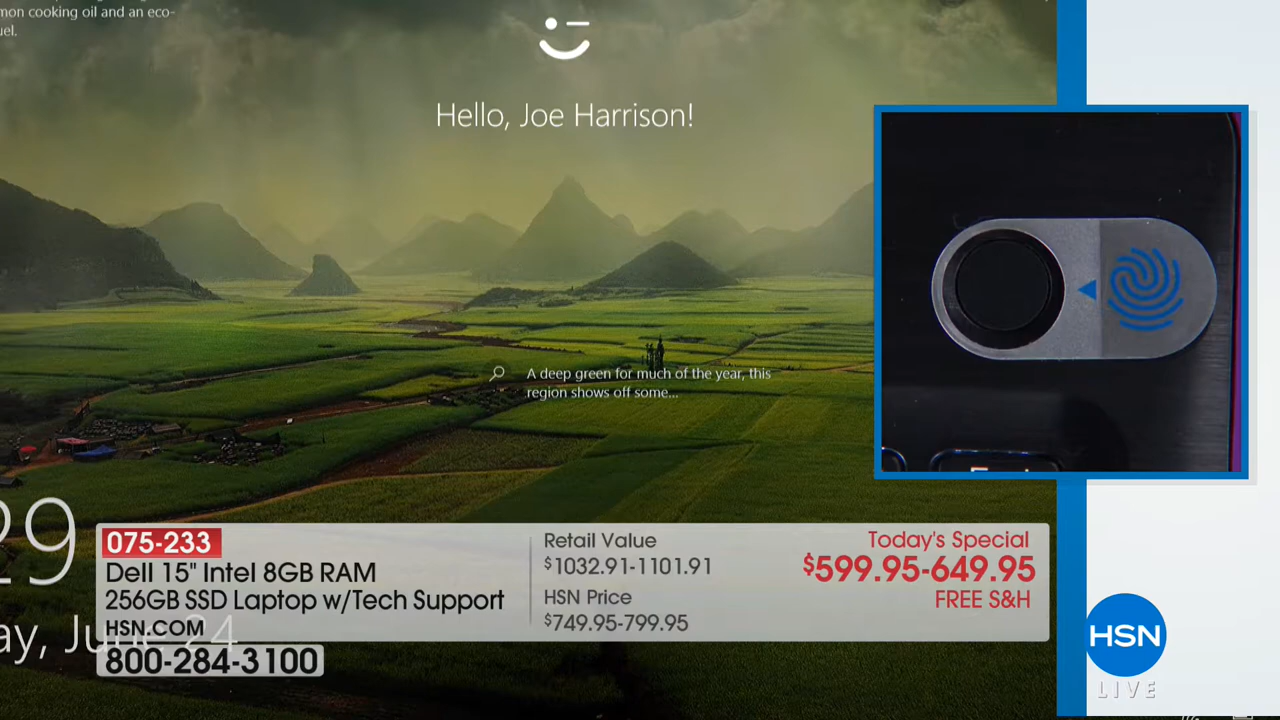 mon cooking oil and an eco-
uel.
Hello, Joe Harrison!
A deep green for much of the year, this
region shows off some...
29
ay, June 24
075-233
Dell 15" Intel 8GB RAM
256GB SSD Laptop w/Tech Support
HSN.COM
800-284-3100
Retail Value
$1032.91-1101.91
HSN Price
$749.95-799.95
Today's Special
$599.95-649.95
FREE S&H
HSN
LIVE